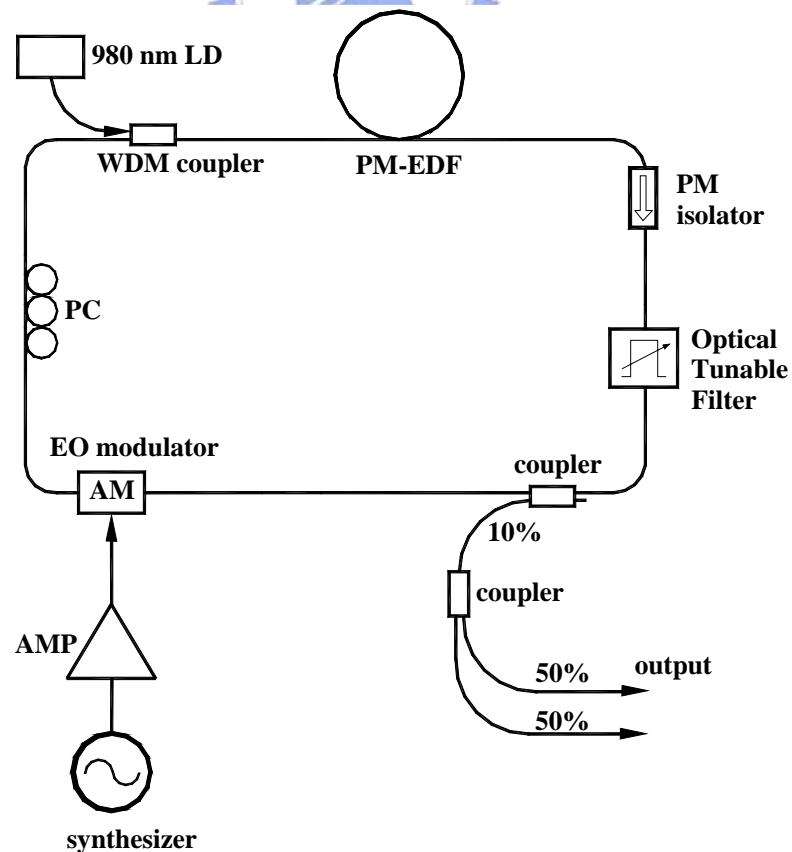 980 nm LD
WDM coupler
PM-EDF
PM
isolator
PC
Optical
Tunable
Filter
EO modulator
AM
coupler
10%
coupler
AMP
50%
output
50%
synthesizer